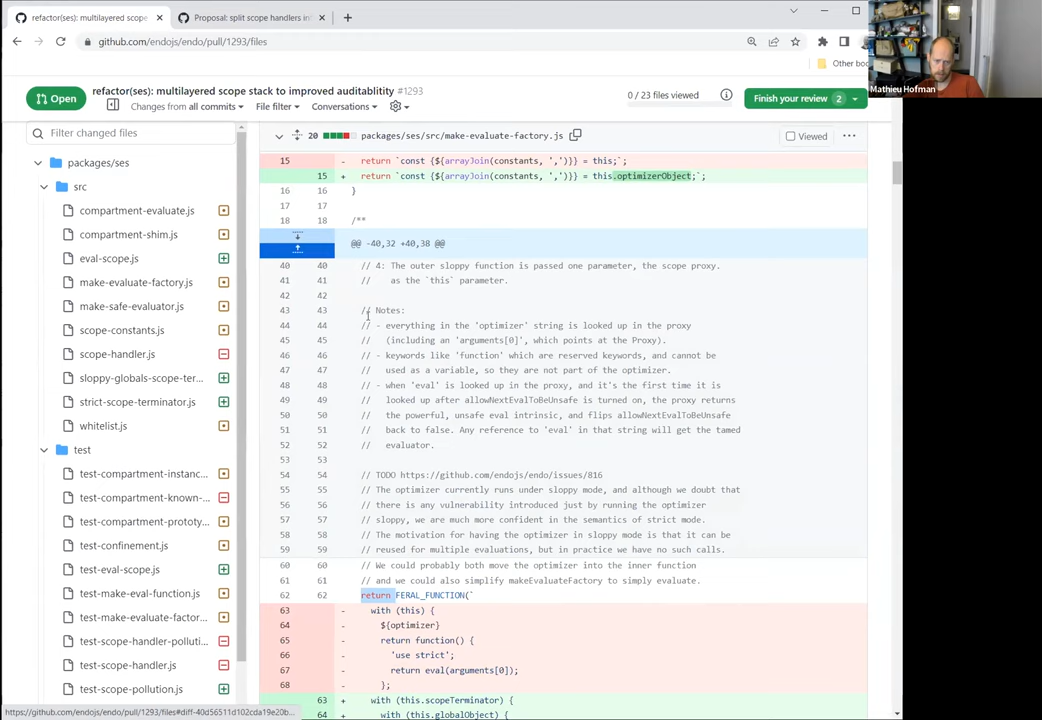 refactor(ses): multilayered scope
Proposal: split scope handlers in
github.com/endojs/endo/pull/1293/files
Other boo
Mathieu Hofman
Open
refactor(ses): multilayered scope stack to improved auditablitity #1293
Changes from all commits
File filter
Conversations
0 / 23 files viewed
Finish your review 2
Filter changed files
packages/ses
src
compartment-evaluate.js
compartment-shim.js
eval-scope.js
make-evaluate-factory.js
make-safe-evaluator.js
scope-constants.js
scope-handler.js
sloppy-globals-scope-ter...
strict-scope-terminator.js
whitelist.js
test
test-compartment-instanc...
test-compartment-known-...
test-compartment-prototy...
test-confinement.js
test-eval-scope.js
test-make-eval-function.js
test-make-evaluate-factor...
test-scope-handler-polluti...
test-scope-handler.js
test-scope-pollution.js
https://github.com/endojs/endo/pull/1293/files#diff-40d56511d102cda19e20b...
20 packages/ses/src/make-evaluate-factory.js
Viewed
15 - return `const {${arrayJoin(constants, ',')}} = this;`;
15 + return `const {${arrayJoin(constants, ',')}} = this.optimizerObject;`;
16 16 }
17 17
18 18 /**
@@ -40,32 +40,38 @@
40 40 // 4: The outer sloppy function is passed one parameter, the scope proxy.
41 41 // as the `this` parameter.
42 42
43 43 // Notes:
44 44 // - everything in the 'optimizer' string is looked up in the proxy
45 45 // (including an 'arguments[0]', which points at the Proxy).
46 46 // - keywords like 'function' which are reserved keywords, and cannot be
47 47 // used as a variable, so they are not part of the optimizer.
48 48 // - when 'eval' is looked up in the proxy, and it's the first time it is
49 49 // looked up after allowNextEvalToBeUnsafe is turned on, the proxy returns
50 50 // the powerful, unsafe eval intrinsic, and flips allowNextEvalToBeUnsafe
51 51 // back to false. Any reference to 'eval' in that string will get the tamed
52 52 // evaluator.
53 53
54 54 // TODO https://github.com/endojs/endo/issues/816
55 55 // The optimizer currently runs under sloppy mode, and although we doubt that
56 56 // there is any vulnerability introduced just by running the optimizer
57 57 // sloppy, we are much more confident in the semantics of strict mode.
58 58 // The motivation for having the optimizer in sloppy mode is that it can be
59 59 // reused for multiple evaluations, but in practice we have no such calls.
60 60 // We could probably both move the optimizer into the inner function
61 61 // and we could also simplify makeEvaluateFactory to simply evaluate.
62 62 return FERAL_FUNCTION(`
63 - with (this) {
64 - ${optimizer}
65 - return function() {
66 - 'use strict';
67 - return eval(arguments[0]);
68 - };
63 + with (this.scopeTerminator) {
64 + with (this.globalObject) {